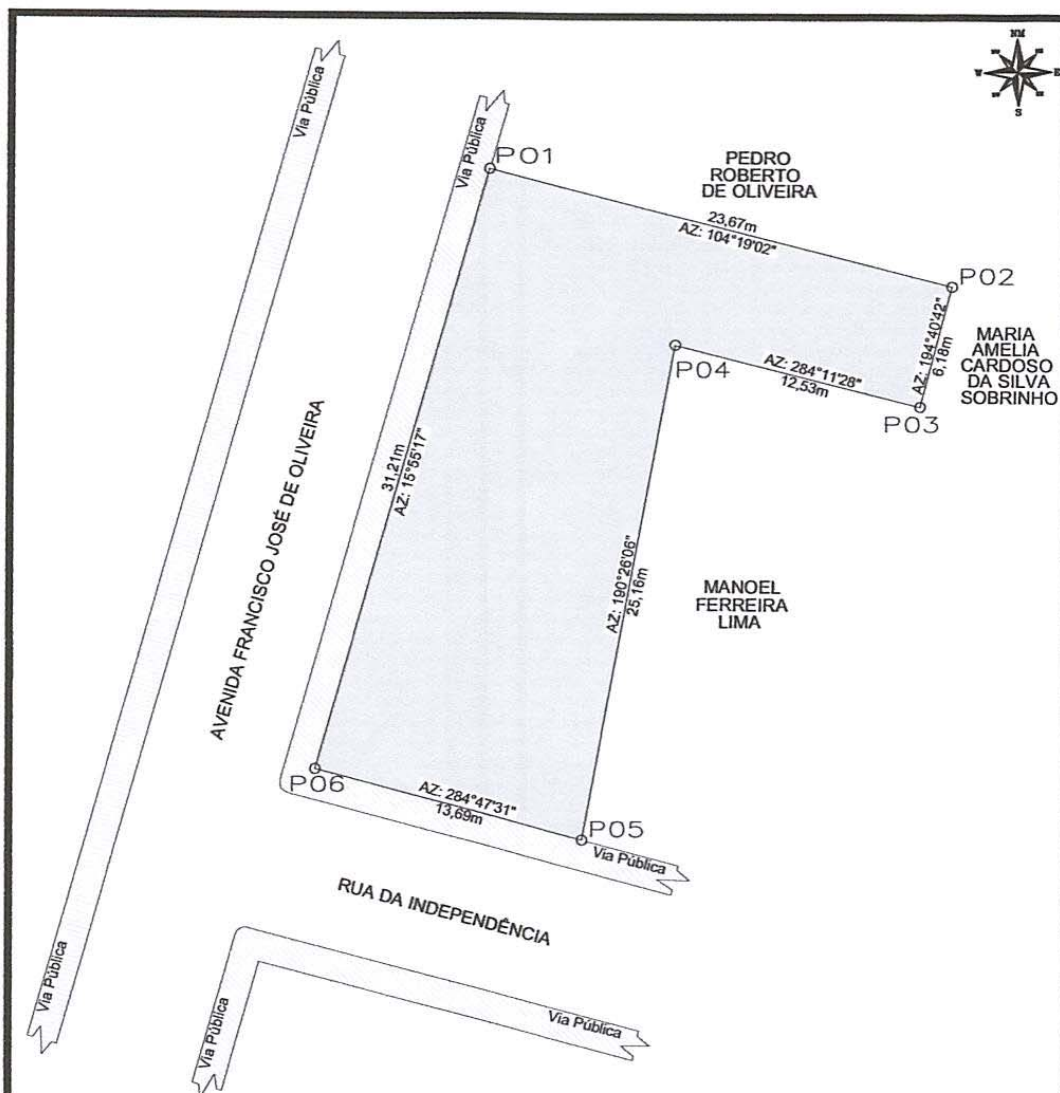 NM
W
E
S
Via Pública
Via Pública
P01
PEDRO
ROBERTO
DE OLIVEIRA
23,67m
AZ: 104°19'02"
P02
AZ: 194°40'42"
6,18m
MARIA
AMELIA
CARDOSO
DA SILVA
SOBRINHO
P04
AZ: 284°11'28"
12,53m
P03
31,21m
AZ: 15°55'17"
AVENIDA FRANCISCO JOSÉ DE OLIVEIRA
AZ: 190°26'06"
25,16m
MANOEL
FERREIRA
LIMA
P06
AZ: 284°47'31"
13,69m
P05
Via Pública
RUA DA INDEPENDÊNCIA
Via Pública
Via Pública
Via Pública